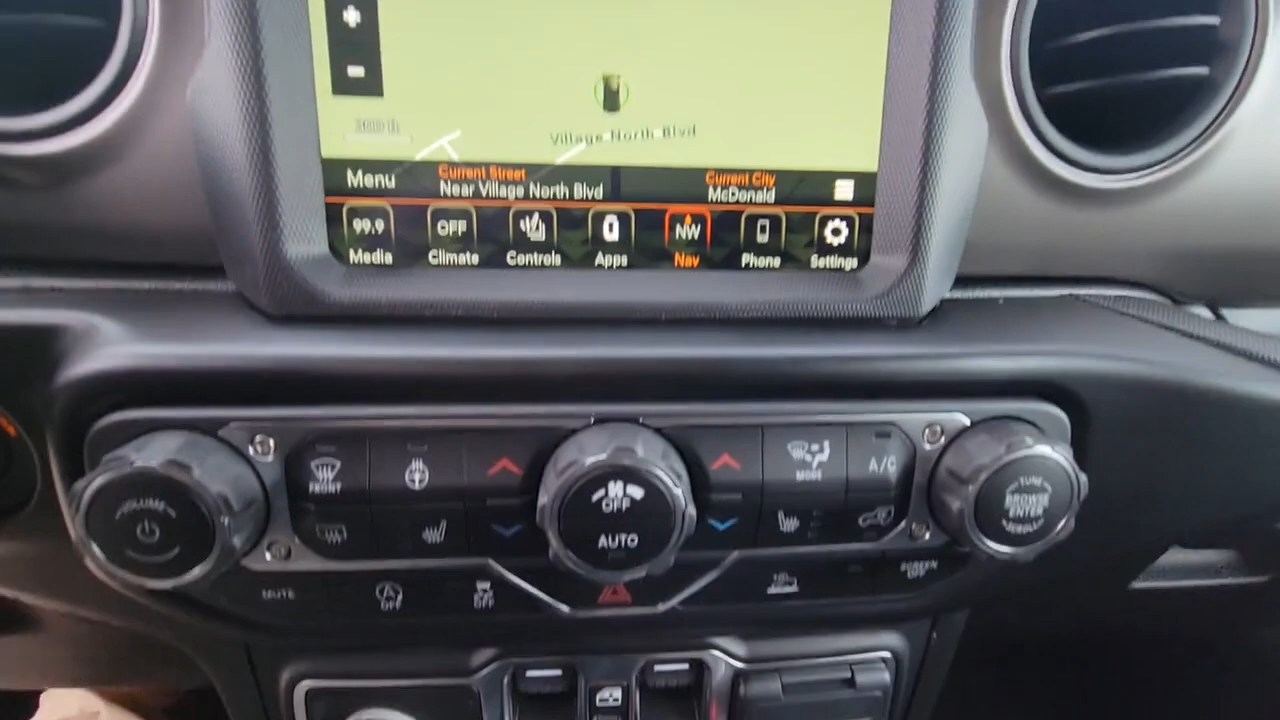 Village North Blvd
Menu
Current Street
Near Village North Blvd
Current City
McDonald
99.9
OFF
NW
Media
Climate
Controls
Apps
Nav
Phone
Settings
VOLUME
FRONT
OFF
AUTO
MODE
A/C
TUNE
BROWSE
ENTER
SCROLL
MUTE
OFF
OFF
SCREEN
OFF